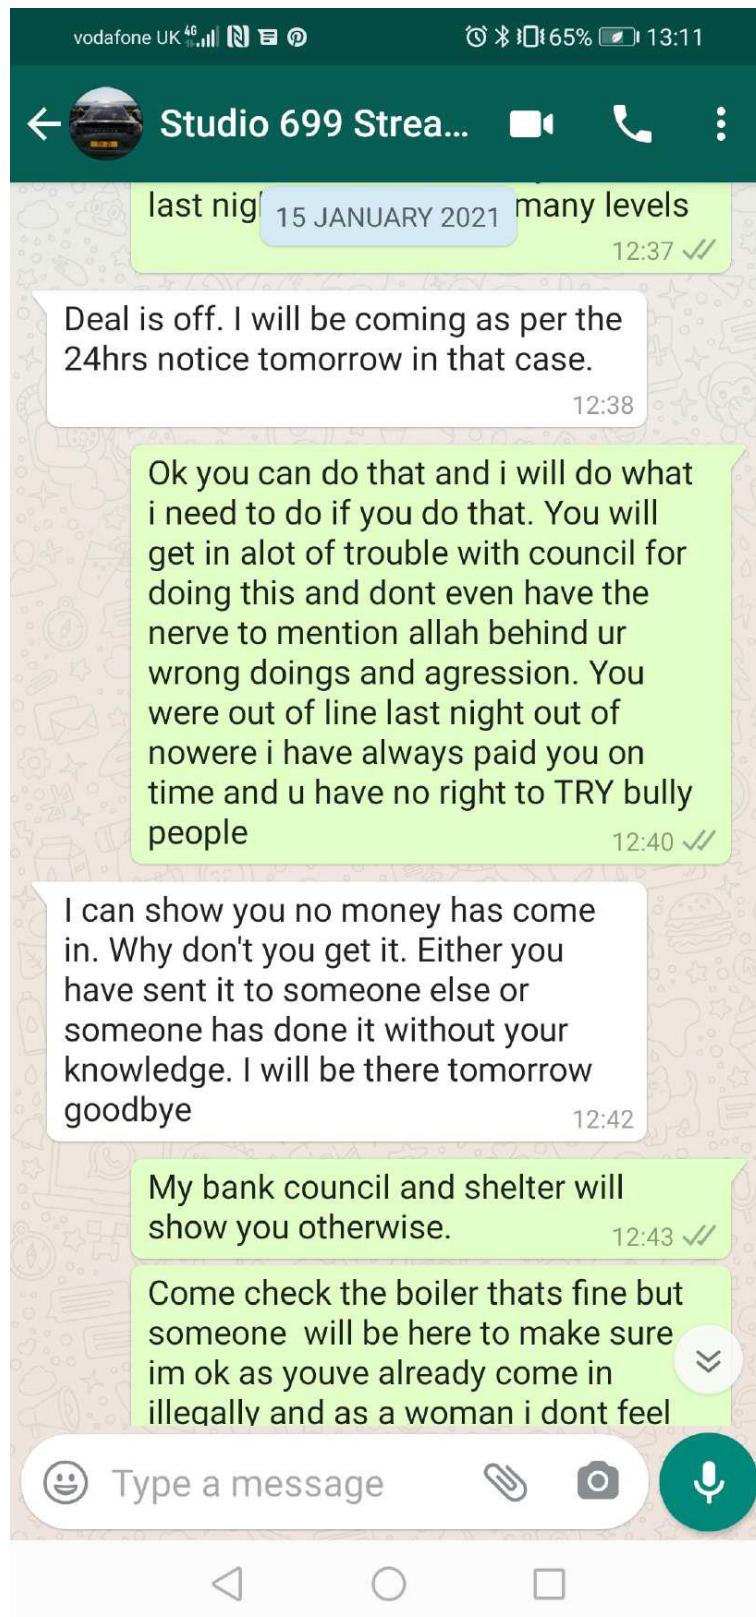 vodafone UK 4G 65% 13:11
Studio 699 Strea...
last nig many levels
15 JANUARY 2021
12:37
Deal is off. I will be coming as per the
24hrs notice tomorrow in that case.
12:38
Ok you can do that and i will do what
i need to do if you do that. You will
get in alot of trouble with council for
doing this and dont even have the
nerve to mention allah behind ur
wrong doings and agression. You
were out of line last night out of
nowere i have always paid you on
time and u have no right to TRY bully
people 12:40
I can show you no money has come
in. Why don't you get it. Either you
have sent it to someone else or
someone has done it without your
knowledge. I will be there tomorrow
goodbye 12:42
My bank council and shelter will
show you otherwise. 12:43
Come check the boiler thats fine but
someone  will be here to make sure
im ok as youve already come in
illegally and as a woman i dont feel
Type a message